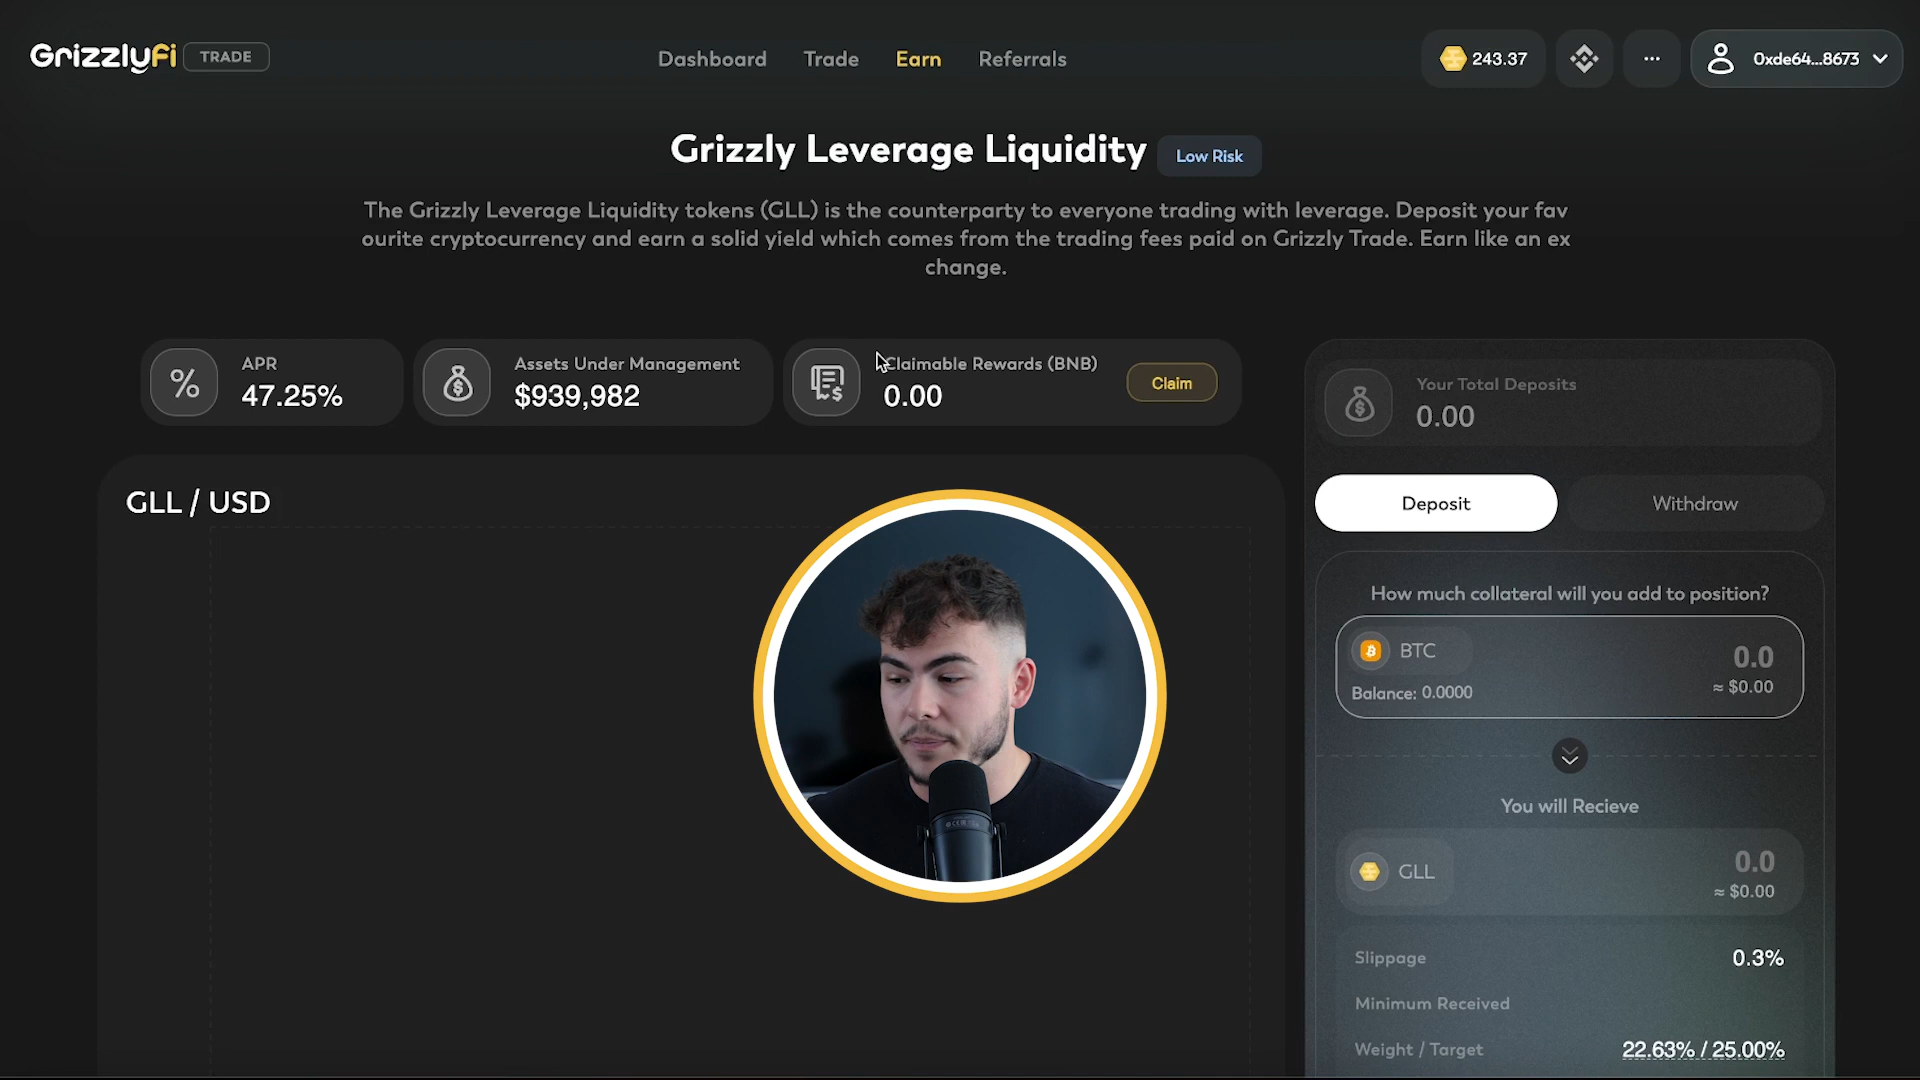 GrizzlyFi TRADE
Dashboard Trade Earn Referrals
243.37
...
0xde64...8673
Grizzly Leverage Liquidity
Low Risk
The Grizzly Leverage Liquidity tokens (GLL) is the counterparty to everyone trading with leverage. Deposit your fav
ourite cryptocurrency and earn a solid yield which comes from the trading fees paid on Grizzly Trade. Earn like an ex
change.
%
APR
47.25%
Assets Under Management
$939,982
Claimable Rewards (BNB)
0.00
Claim
Your Total Deposits
0.00
GLL / USD
Deposit
Withdraw
How much collateral will you add to position?
BTC
0.0
Balance: 0.0000
≈ $0.00
You will Recieve
GLL
0.0
≈ $0.00
Slippage
0.3%
Minimum Received
Weight / Target
22.63% / 25.00%